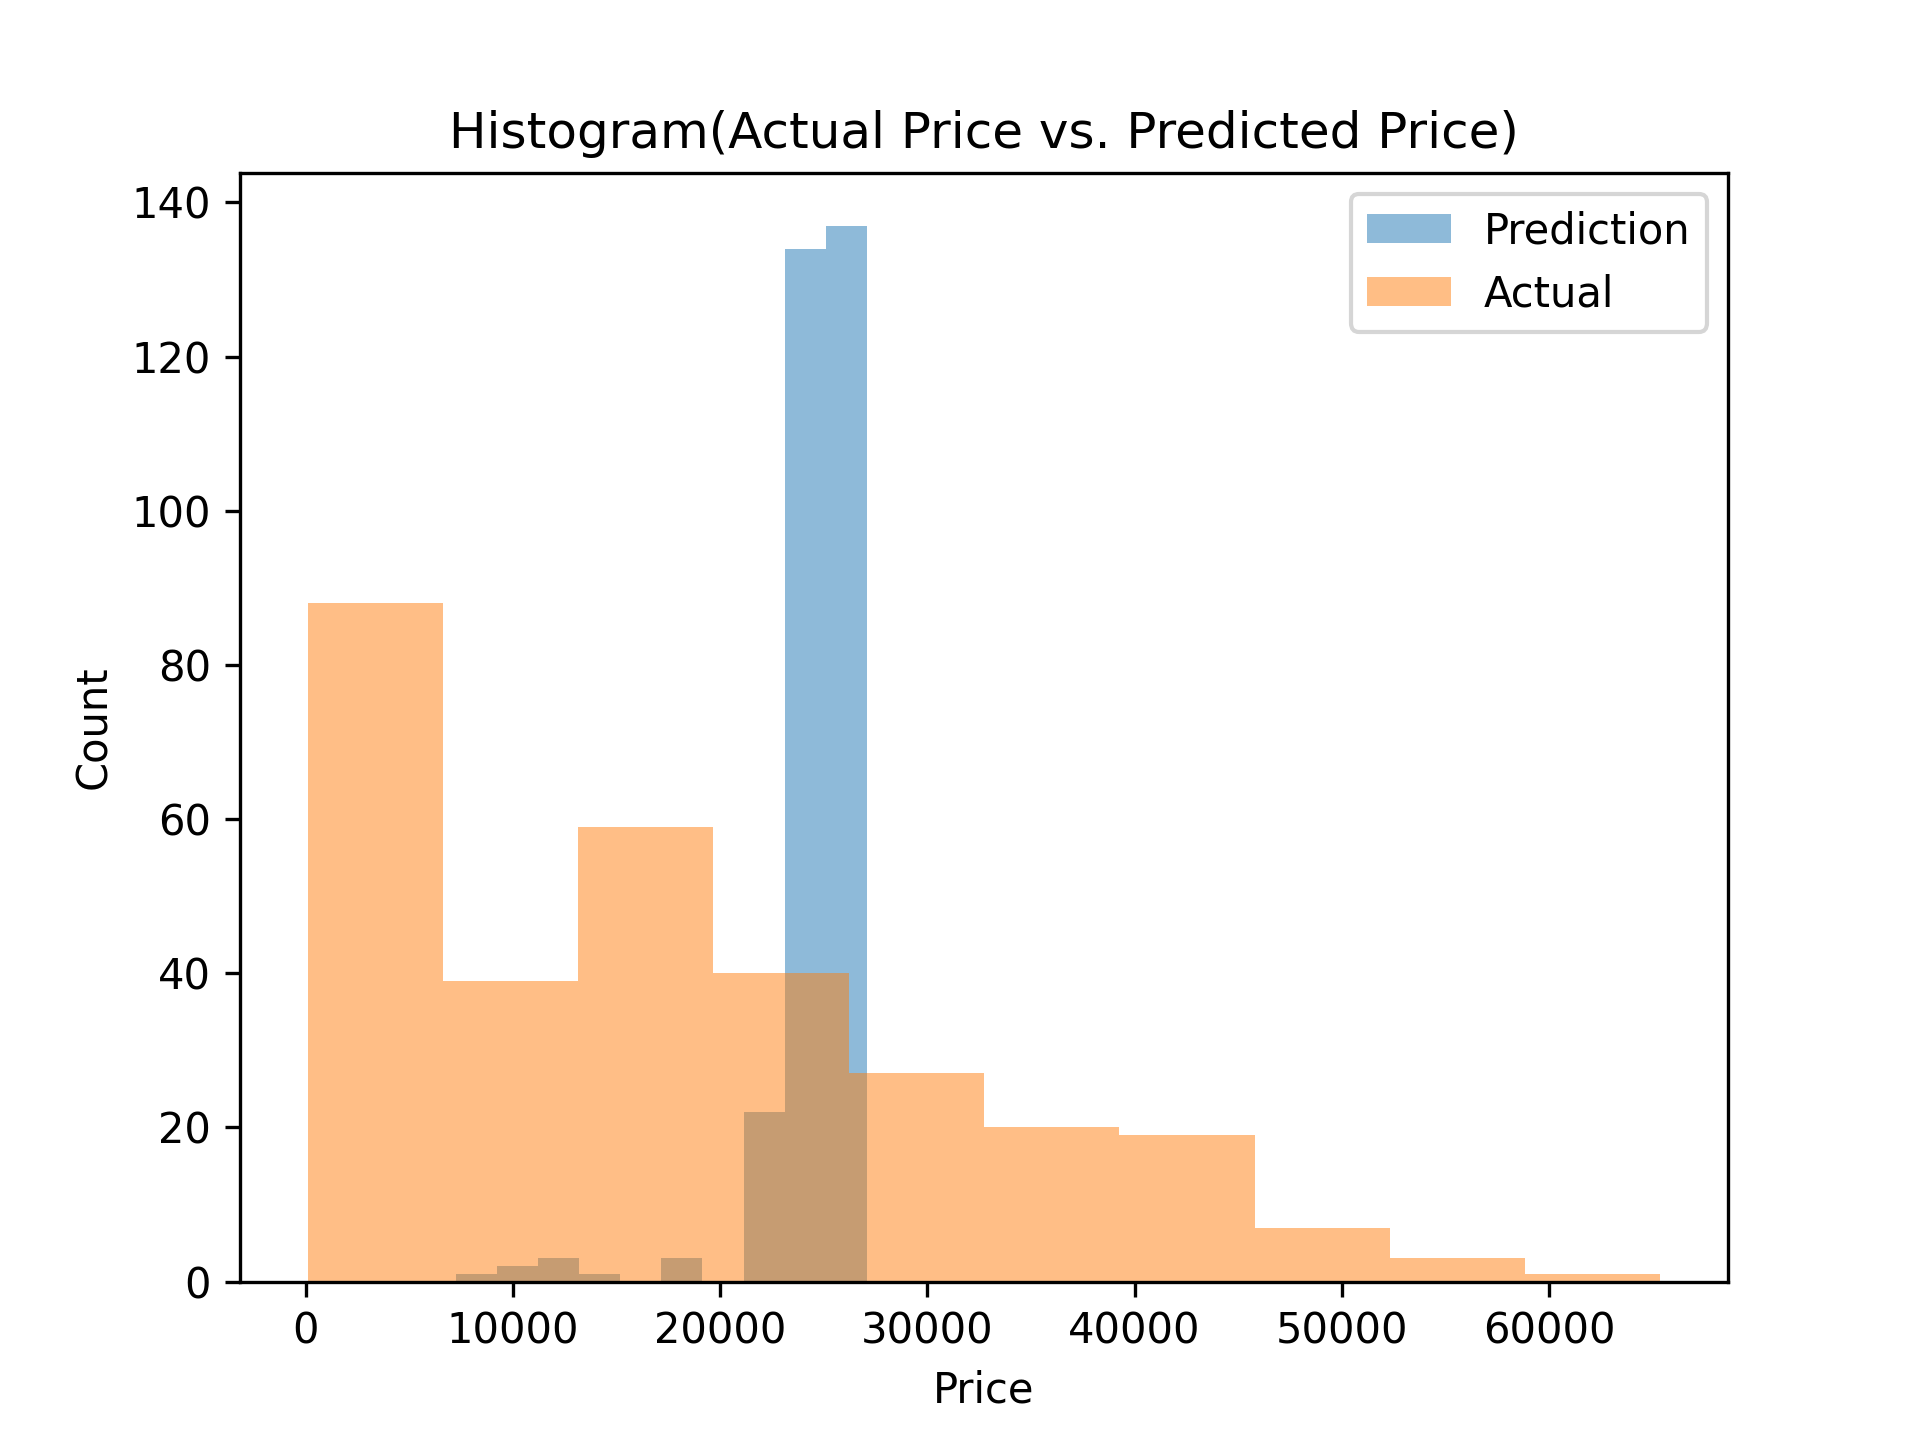 Histogram(Actual Price vs. Predicted Price)
Prediction
Actual
140
120
100
80
60
40
20
0
Count
0 10000 20000 30000 40000 50000 60000
Price